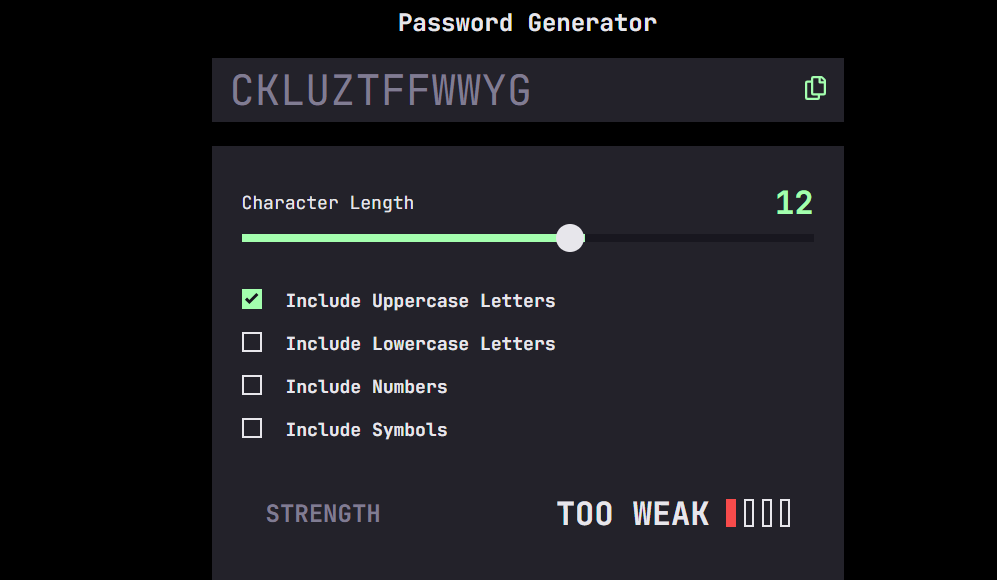 Password Generator
CKLUZTFFWWYG
Character Length 12
Include Uppercase Letters
Include Lowercase Letters
Include Numbers
Include Symbols
STRENGTH TOO WEAK